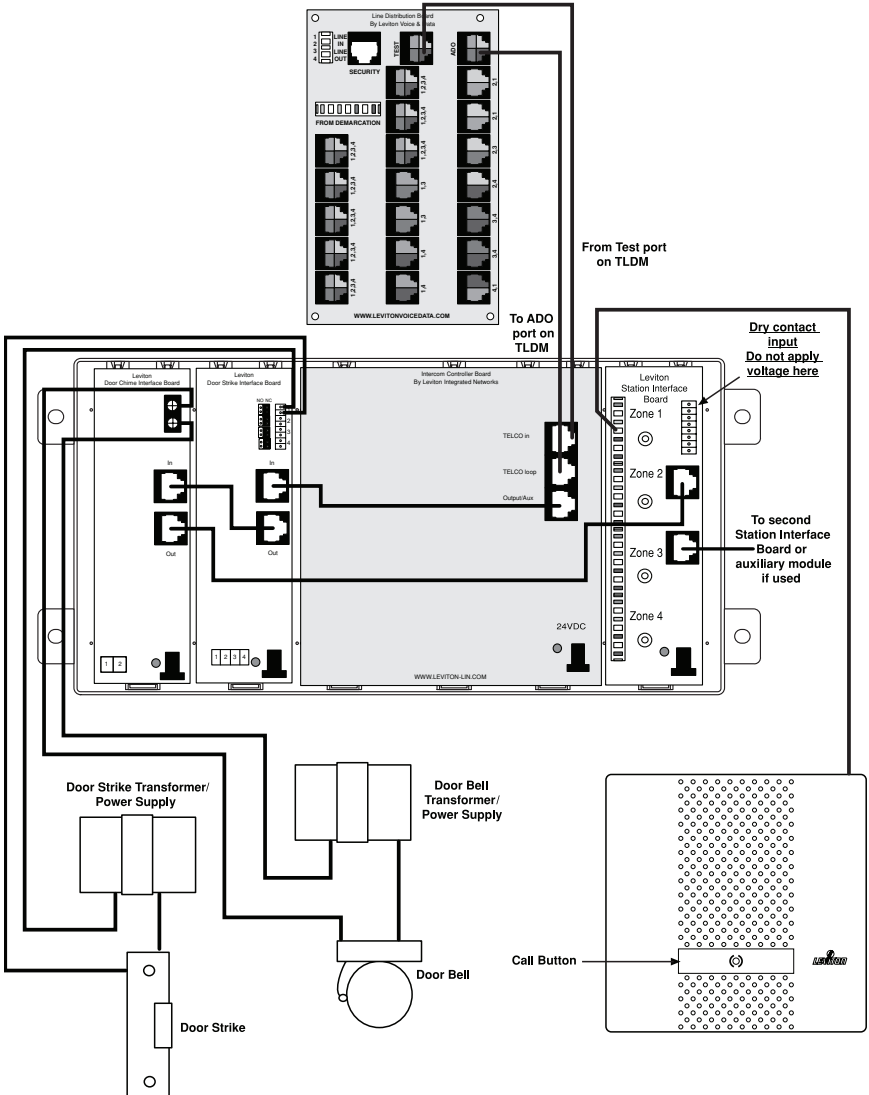 Line Distribution Board
By Leviton Voice & Data
1 LINE
2 IN
3 LINE
4 OUT
SECURITY
TEST
ADO
FROM DEMARCATION
1,2,3,4
1,2,3,4
1,2,3,4
1,2,3,4
1,2,3,4
1,2,3,4
1,2,3,4
1,2,3,4
1,3
1,3
1,4
1,4
2,1
2,1
2,3
2,4
3,4
3,4
4,1
WWW.LEVITONVOICEDATA.COM
From Test port
on TLDM
To ADO
port on
TLDM
Dry contact
input
Do not apply
voltage here
Leviton
Door Chime Interface Board
In
Out
1 2
Leviton
Door Strike Interface Board
NO NC
2
3
4
In
Out
1 2 3 4
Intercom Controller Board
By Leviton Integrated Networks
TELCO in
TELCO loop
Output/Aux
24VDC
WWW.LEVITON-LIN.COM
Leviton
Station Interface
Board
Zone 1
Zone 2
Zone 3
Zone 4
To second
Station Interface
Board or
auxiliary module
if used
Door Strike Transformer/
Power Supply
Door Bell
Transformer/
Power Supply
Door Bell
Door Strike
Call Button
LEVITON